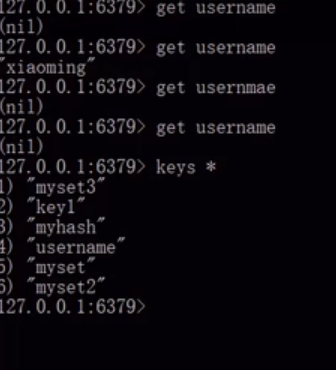 127.0.0.1:6379> get username
(nil)
127.0.0.1:6379> get username
"xiaoming"
127.0.0.1:6379> get usernmae
(nil)
127.0.0.1:6379> get username
(nil)
127.0.0.1:6379> keys *
1) "myset3"
2) "key1"
3) "myhash"
4) "username"
5) "myset"
6) "myset2"
127.0.0.1:6379>